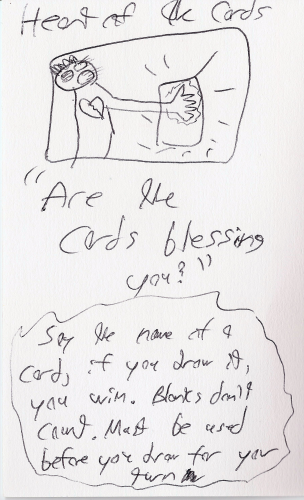 Heart of the Cards
"Are the
Cards blessing
you?"
Say the name of a
Card, if you draw it,
you win. Blanks don't
Count. Must be used
before you draw for your
turn